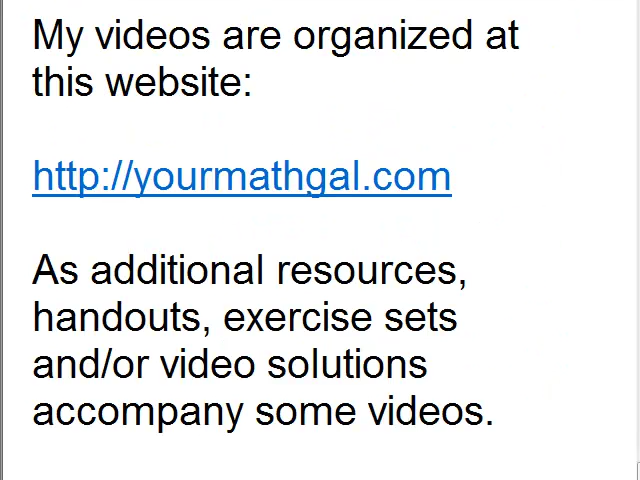 My videos are organized at
this website:
http://yourmathgal.com
As additional resources,
handouts, exercise sets
and/or video solutions
accompany some videos.